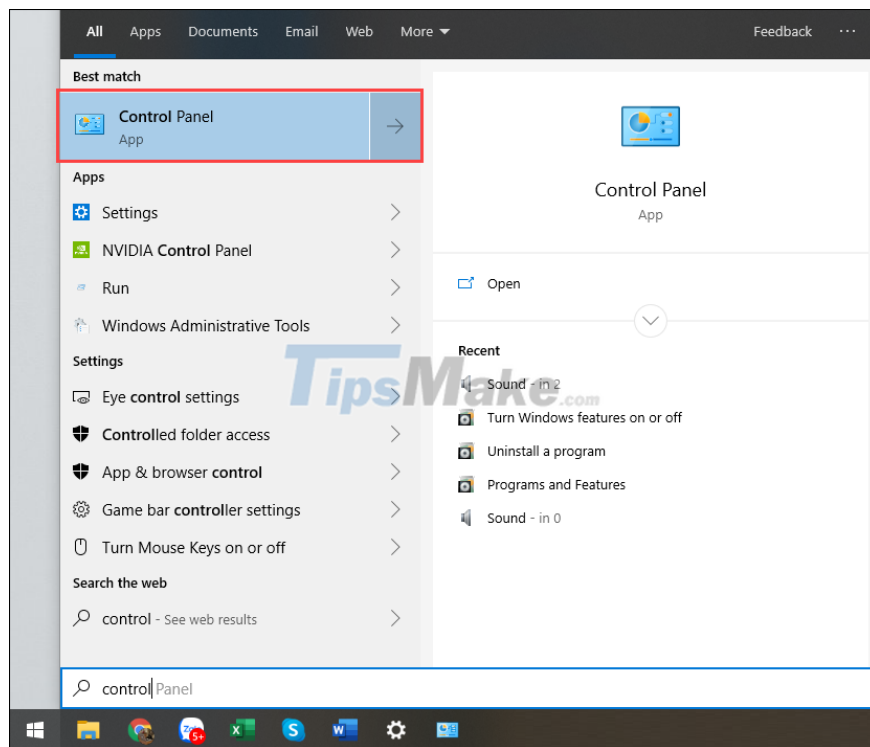 All Apps Documents Email Web More Feedback ...
Best match
Control Panel
App
Apps
Settings
NVIDIA Control Panel
Run
Windows Administrative Tools
Settings
Eye control settings
Controlled folder access
App & browser control
Game bar controller settings
Turn Mouse Keys on or off
Search the web
control - See web results
control Panel
Control Panel
App
Open
Recent
Sound - in 2
Turn Windows features on or off
Uninstall a program
Programs and Features
Sound - in 0
TipsMake.com
5+